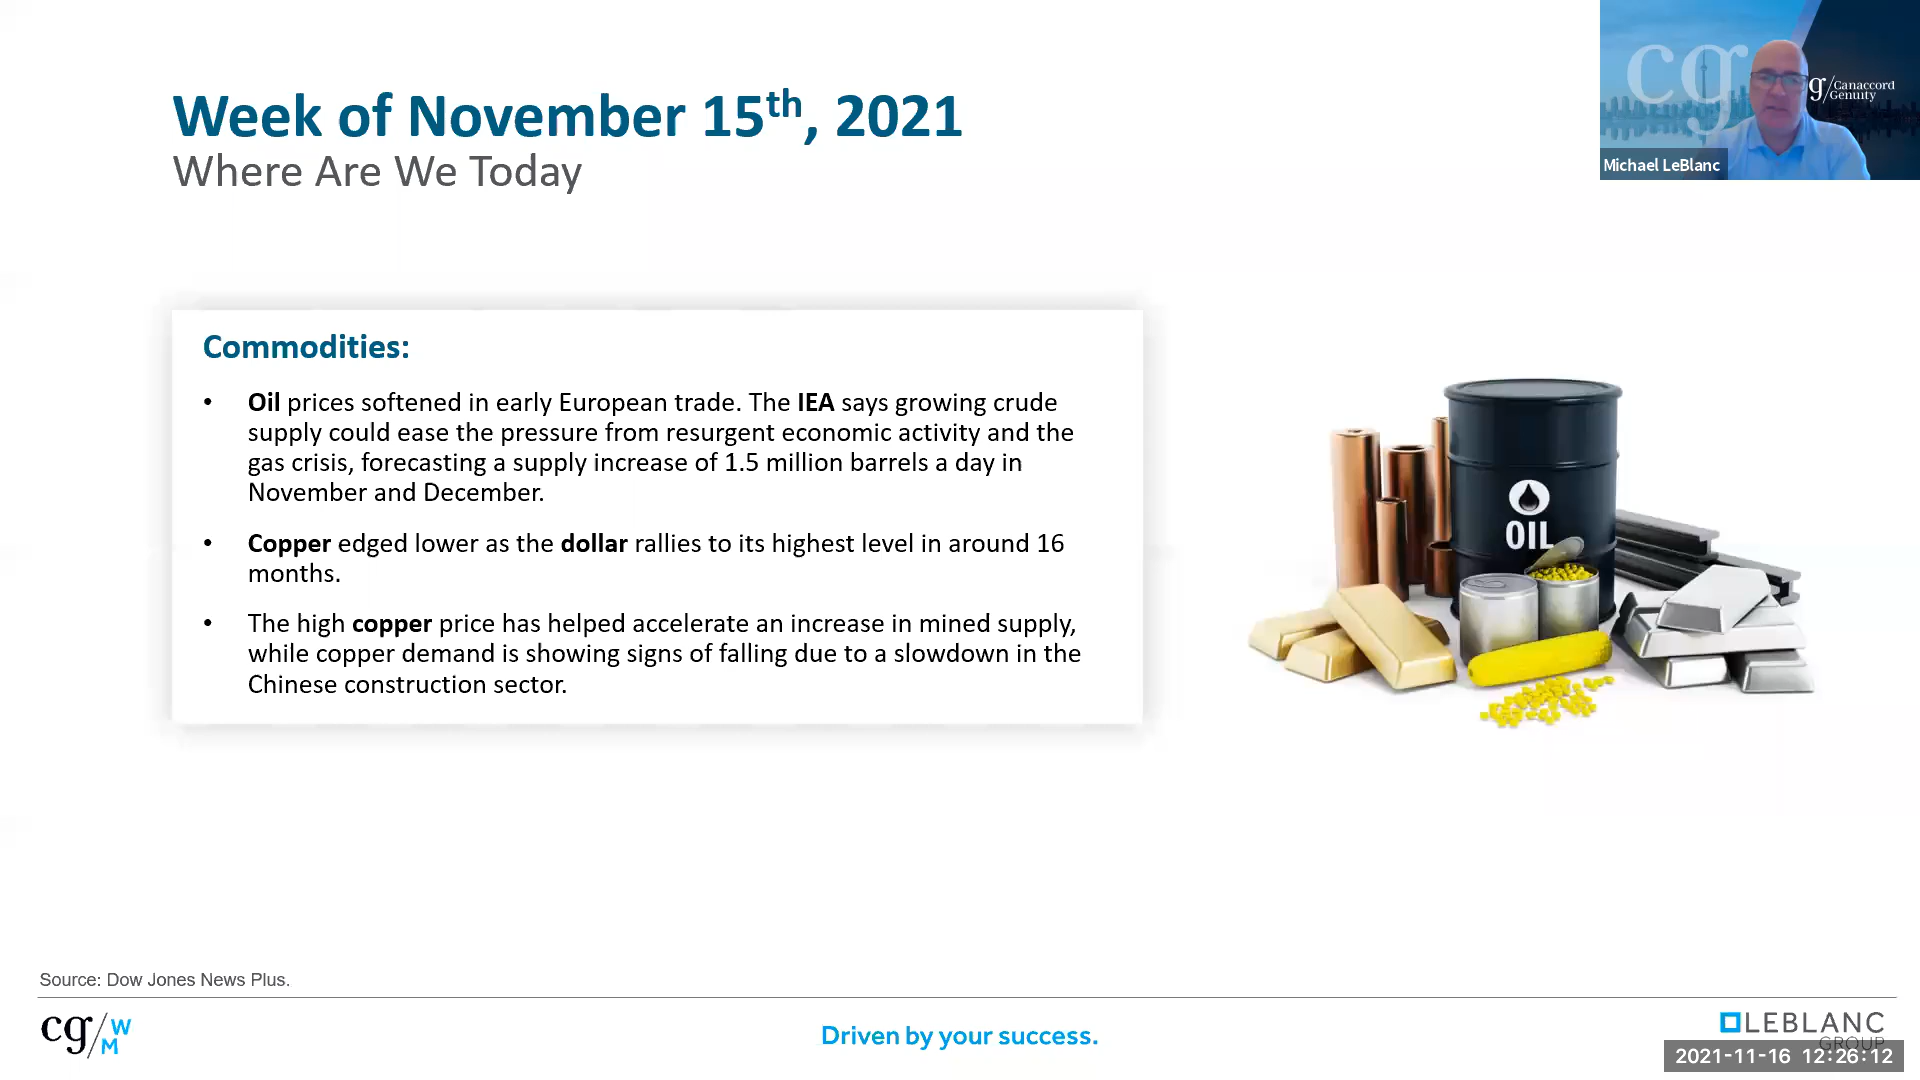 Week of November 15th, 2021
Where Are We Today
cg
g/Canaccord
Genuity
Michael LeBlanc
Commodities:
• Oil prices softened in early European trade. The IEA says growing crude
supply could ease the pressure from resurgent economic activity and the
gas crisis, forecasting a supply increase of 1.5 million barrels a day in
November and December.
• Copper edged lower as the dollar rallies to its highest level in around 16
months.
• The high copper price has helped accelerate an increase in mined supply,
while copper demand is showing signs of falling due to a slowdown in the
Chinese construction sector.
OIL
Source: Dow Jones News Plus.
cg/W
M
Driven by your success.
LEBLANC
GROUP
2021-11-16 12:26:12